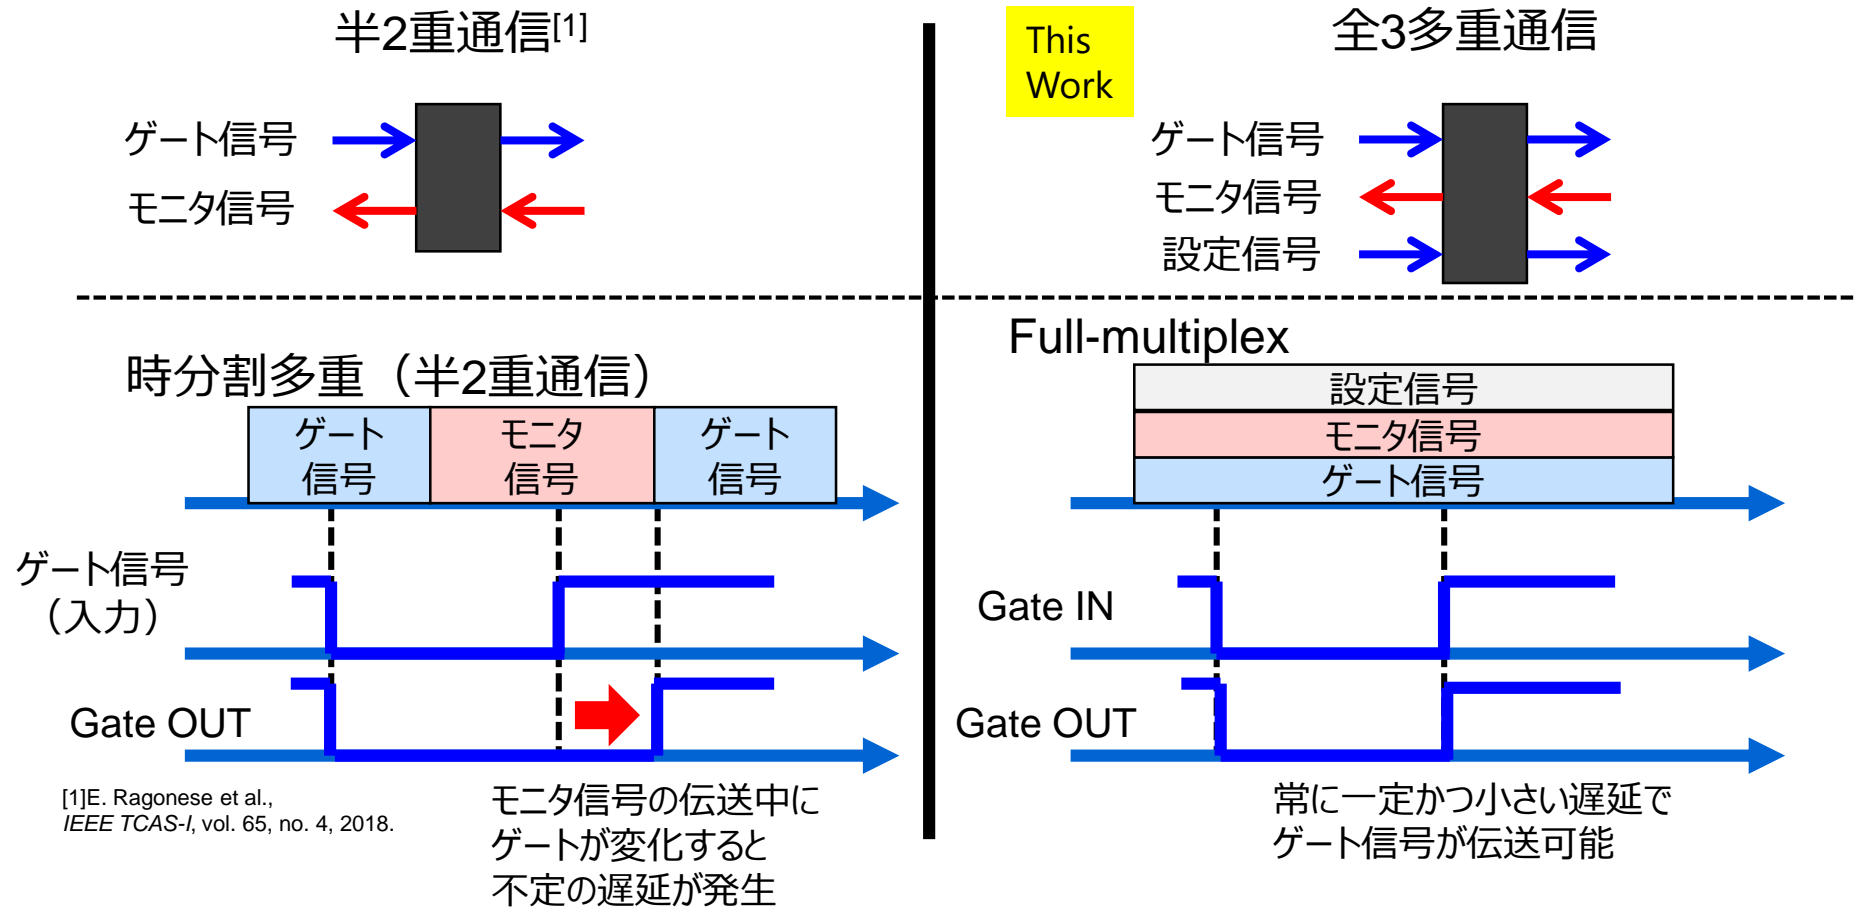 半2重通信[1]
ゲート信号
モニタ信号
時分割多重（半2重通信）
ゲート
信号
モニタ
信号
ゲート
信号
ゲート信号
（入力）
Gate OUT
[1]E. Ragonese et al.,
IEEE TCAS-I, vol. 65, no. 4, 2018.
モニタ信号の伝送中に
ゲートが変化すると
不定の遅延が発生
This
Work
全3多重通信
ゲート信号
モニタ信号
設定信号
Full-multiplex
設定信号
モニタ信号
ゲート信号
Gate IN
Gate OUT
常に一定かつ小さい遅延で
ゲート信号が伝送可能